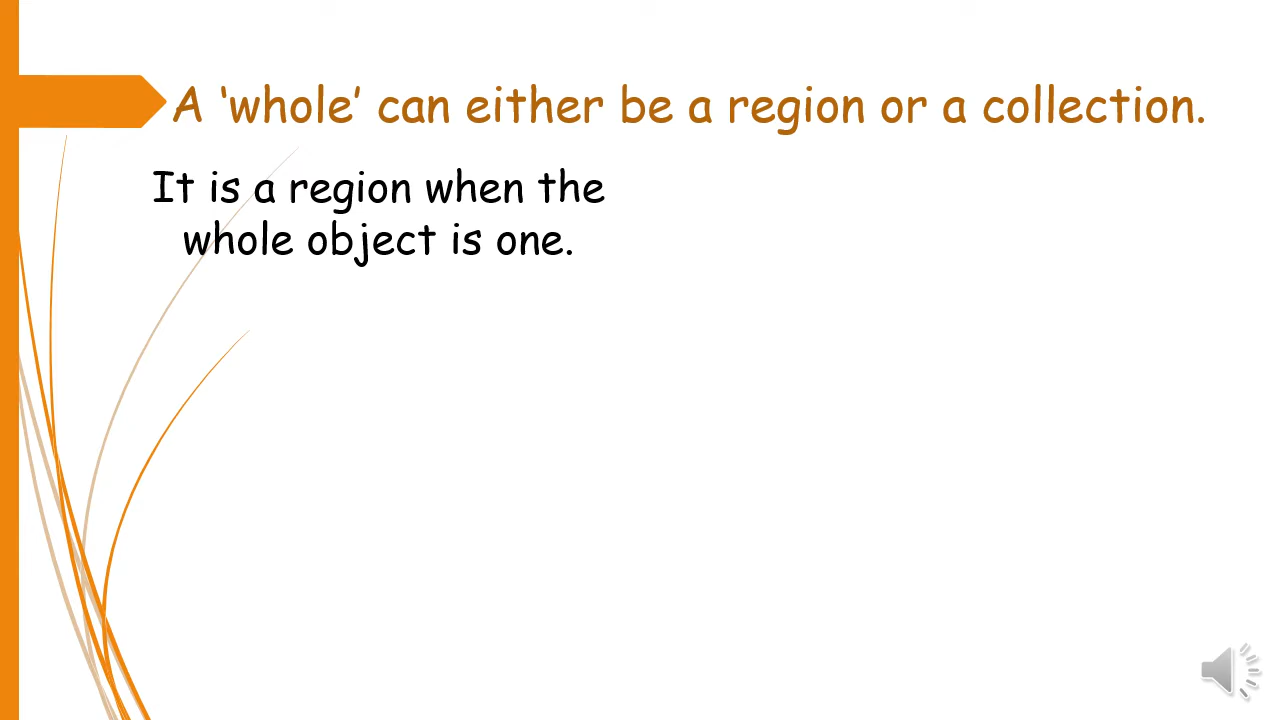 A ‘whole’ can either be a region or a collection.
It is a region when the
whole object is one.